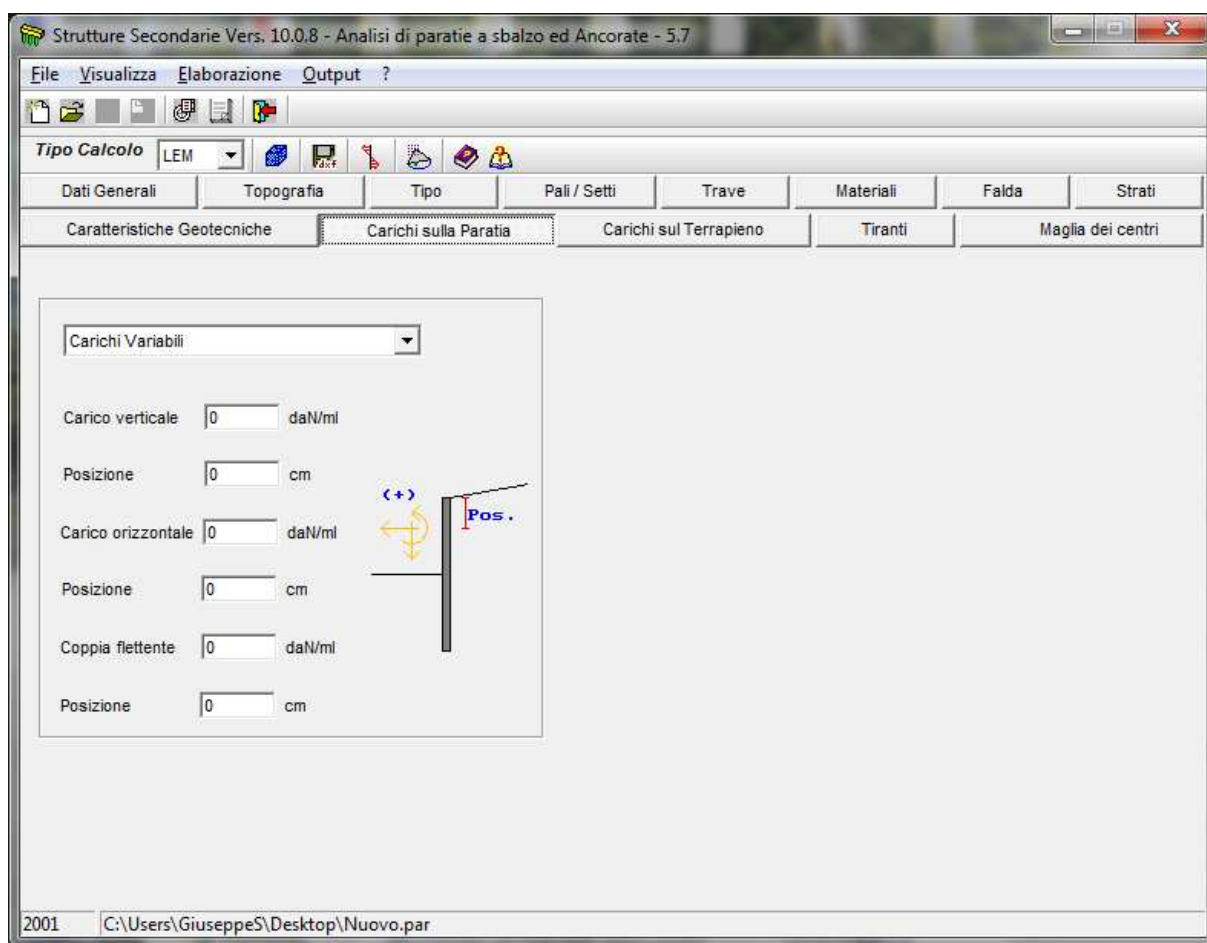 Strutture Secondarie Vers. 10.0.8 - Analisi di paratie a sbalzo ed Ancorate - 5.7
File Visualizza Elaborazione Output ?
Tipo Calcolo LEM dxf
Dati Generali Topografia Tipo Pali / Setti Trave Materiali Falda Strati
Caratteristiche Geotecniche Carichi sulla Paratia Carichi sul Terrapieno Tiranti Maglia dei centri
Carichi Variabili
Carico verticale 0 daN/ml
Posizione 0 cm
(+)
Pos.
Carico orizzontale 0 daN/ml
Posizione 0 cm
Coppia flettente 0 daN/ml
Posizione 0 cm
2001 C:\Users\GiuseppeS\Desktop\Nuovo.par